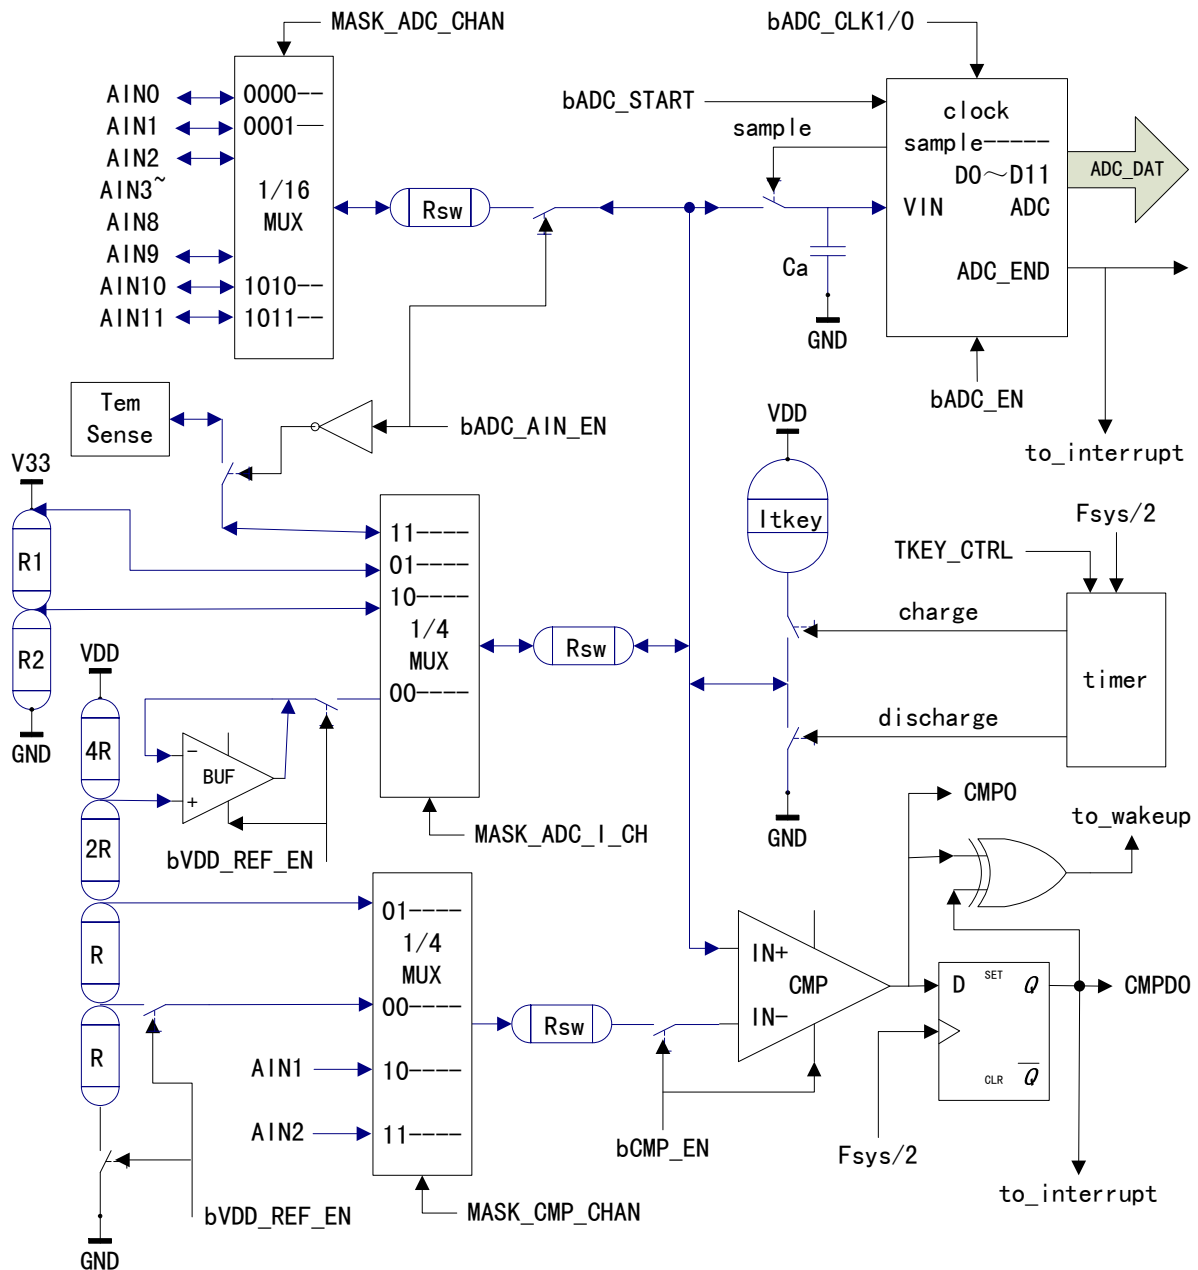 MASK_ADC_CHAN
bADC_CLK1/0
AIN0
0000--
AIN1
0001--
AIN2
AIN3~
AIN8
1/16
MUX
AIN9
AIN10
1010--
AIN11
1011--
Rsw
bADC_START
sample
clock
sample-----
D0~D11
ADC
VIN
ADC_END
ADC_DAT
Ca
GND
bADC_EN
to_interrupt
Tem
Sense
bADC_AIN_EN
V33
R1
R2
GND
11----
01----
10----
1/4
MUX
00----
Rsw
MASK_ADC_I_CH
VDD
Itkey
TKEY_CTRL
Fsys/2
charge
discharge
timer
GND
VDD
4R
2R
R
R
GND
-
+
BUF
bVDD_REF_EN
01----
1/4
MUX
00----
AIN1
10----
AIN2
11----
MASK_CMP_CHAN
bVDD_REF_EN
Rsw
bCMP_EN
IN+
CMP
IN-
CMPO
to_wakeup
D
SET
Q
CLR
Q
CMPDO
Fsys/2
to_interrupt